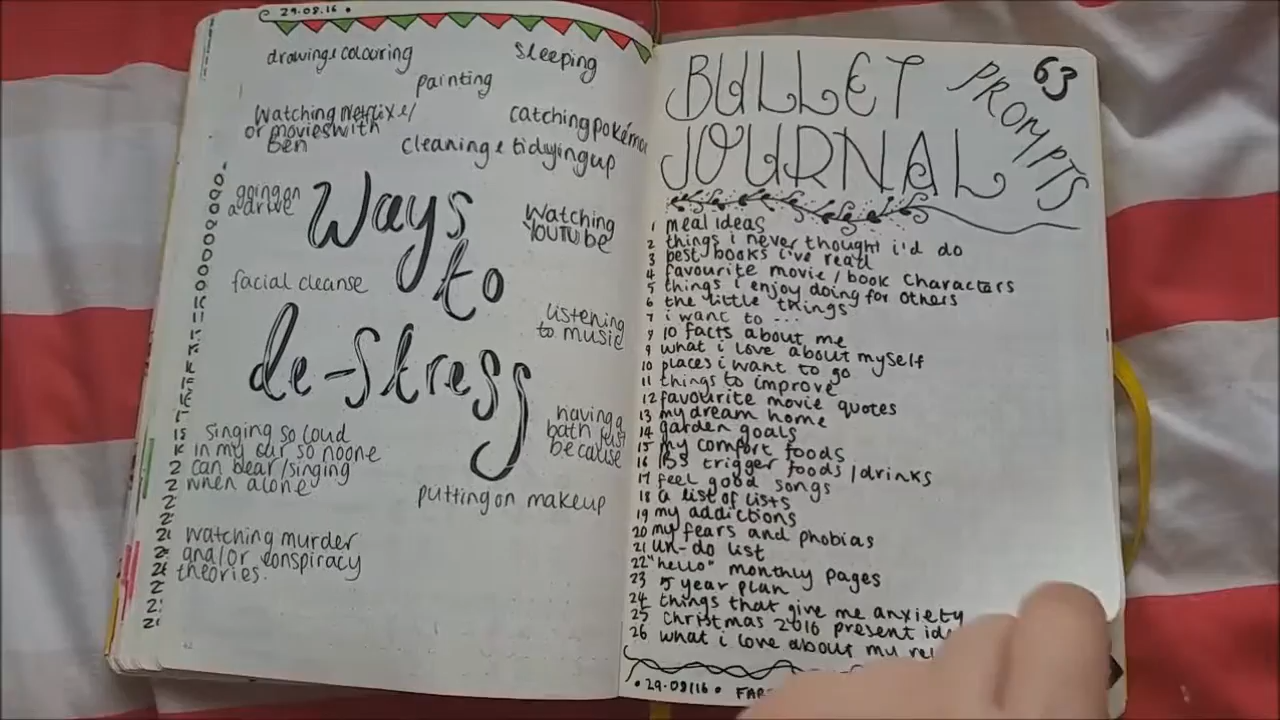 29.08.16
drawing & colouring
sleeping
painting
Watching netflix &/
or movies with
Ben
catching pokémon
cleaning & tidying up
going on
a drive
Ways
to
de-stress
Watching
YOUTUBE
facial cleanse
listening
to music
having a
bath just
because
singing so loud
in my car so noone
can hear/singing
when alone
putting on makeup
watching murder
and/or conspiracy
theories.
BULLET
JOURNAL
PROMPTS
63
1 meal ideas
2 things i never thought i'd do
3 best books i've read
4 favourite movie / book characters
5 things i enjoy doing for others
6 the little things
7 i want to ...
9 10 facts about me
9 what i love about myself
10 places i want to go
11 things to improve
12 favourite movie quotes
13 my dream home
14 garden goals
15 my comfort foods
16 IBS trigger foods / drinks
17 feel good songs
18 a list of lists
19 my addictions
20 my fears and phobias
21 un-do list
22 "hello" monthly pages
23 5 year plan
24 things that give me anxiety
25 christmas 2016 present
26 what i love about my
29.08/16